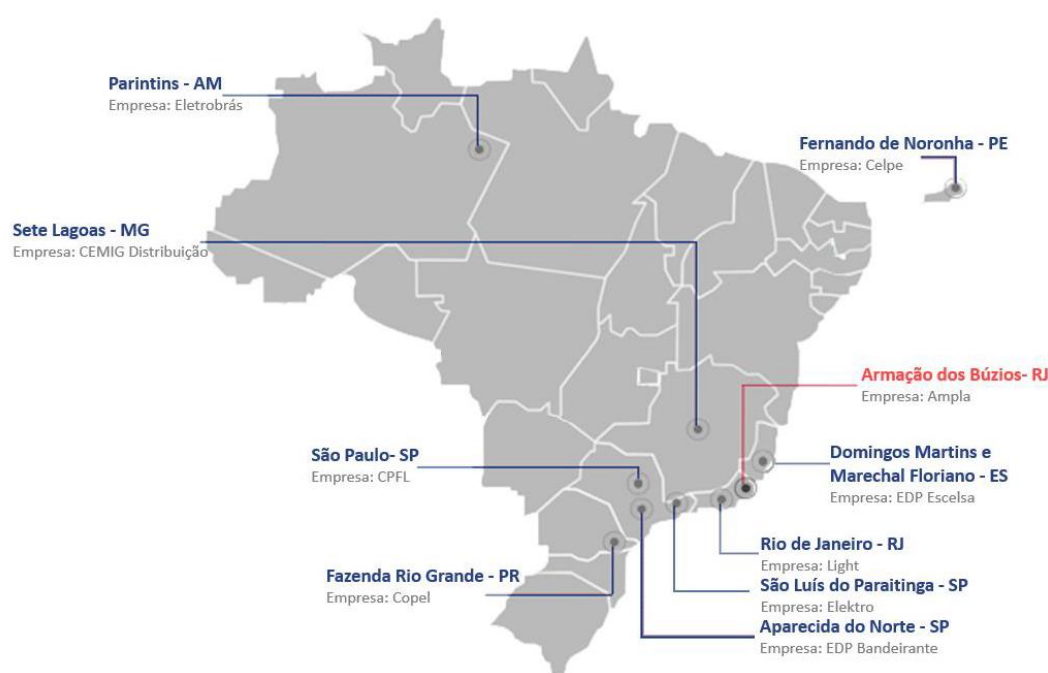 Parintins - AM
Empresa: Eletrobrás
Fernando de Noronha - PE
Empresa: Celpe
Sete Lagoas - MG
Empresa: CEMIG Distribuição
Armação dos Búzios- RJ
Empresa: Ampla
São Paulo- SP
Empresa: CPFL
Domingos Martins e
Marechal Floriano - ES
Empresa: EDP Escelsa
Rio de Janeiro - RJ
Empresa: Light
Fazenda Rio Grande - PR
Empresa: Copel
São Luís do Paraitinga - SP
Empresa: Elektro
Aparecida do Norte - SP
Empresa: EDP Bandeirante